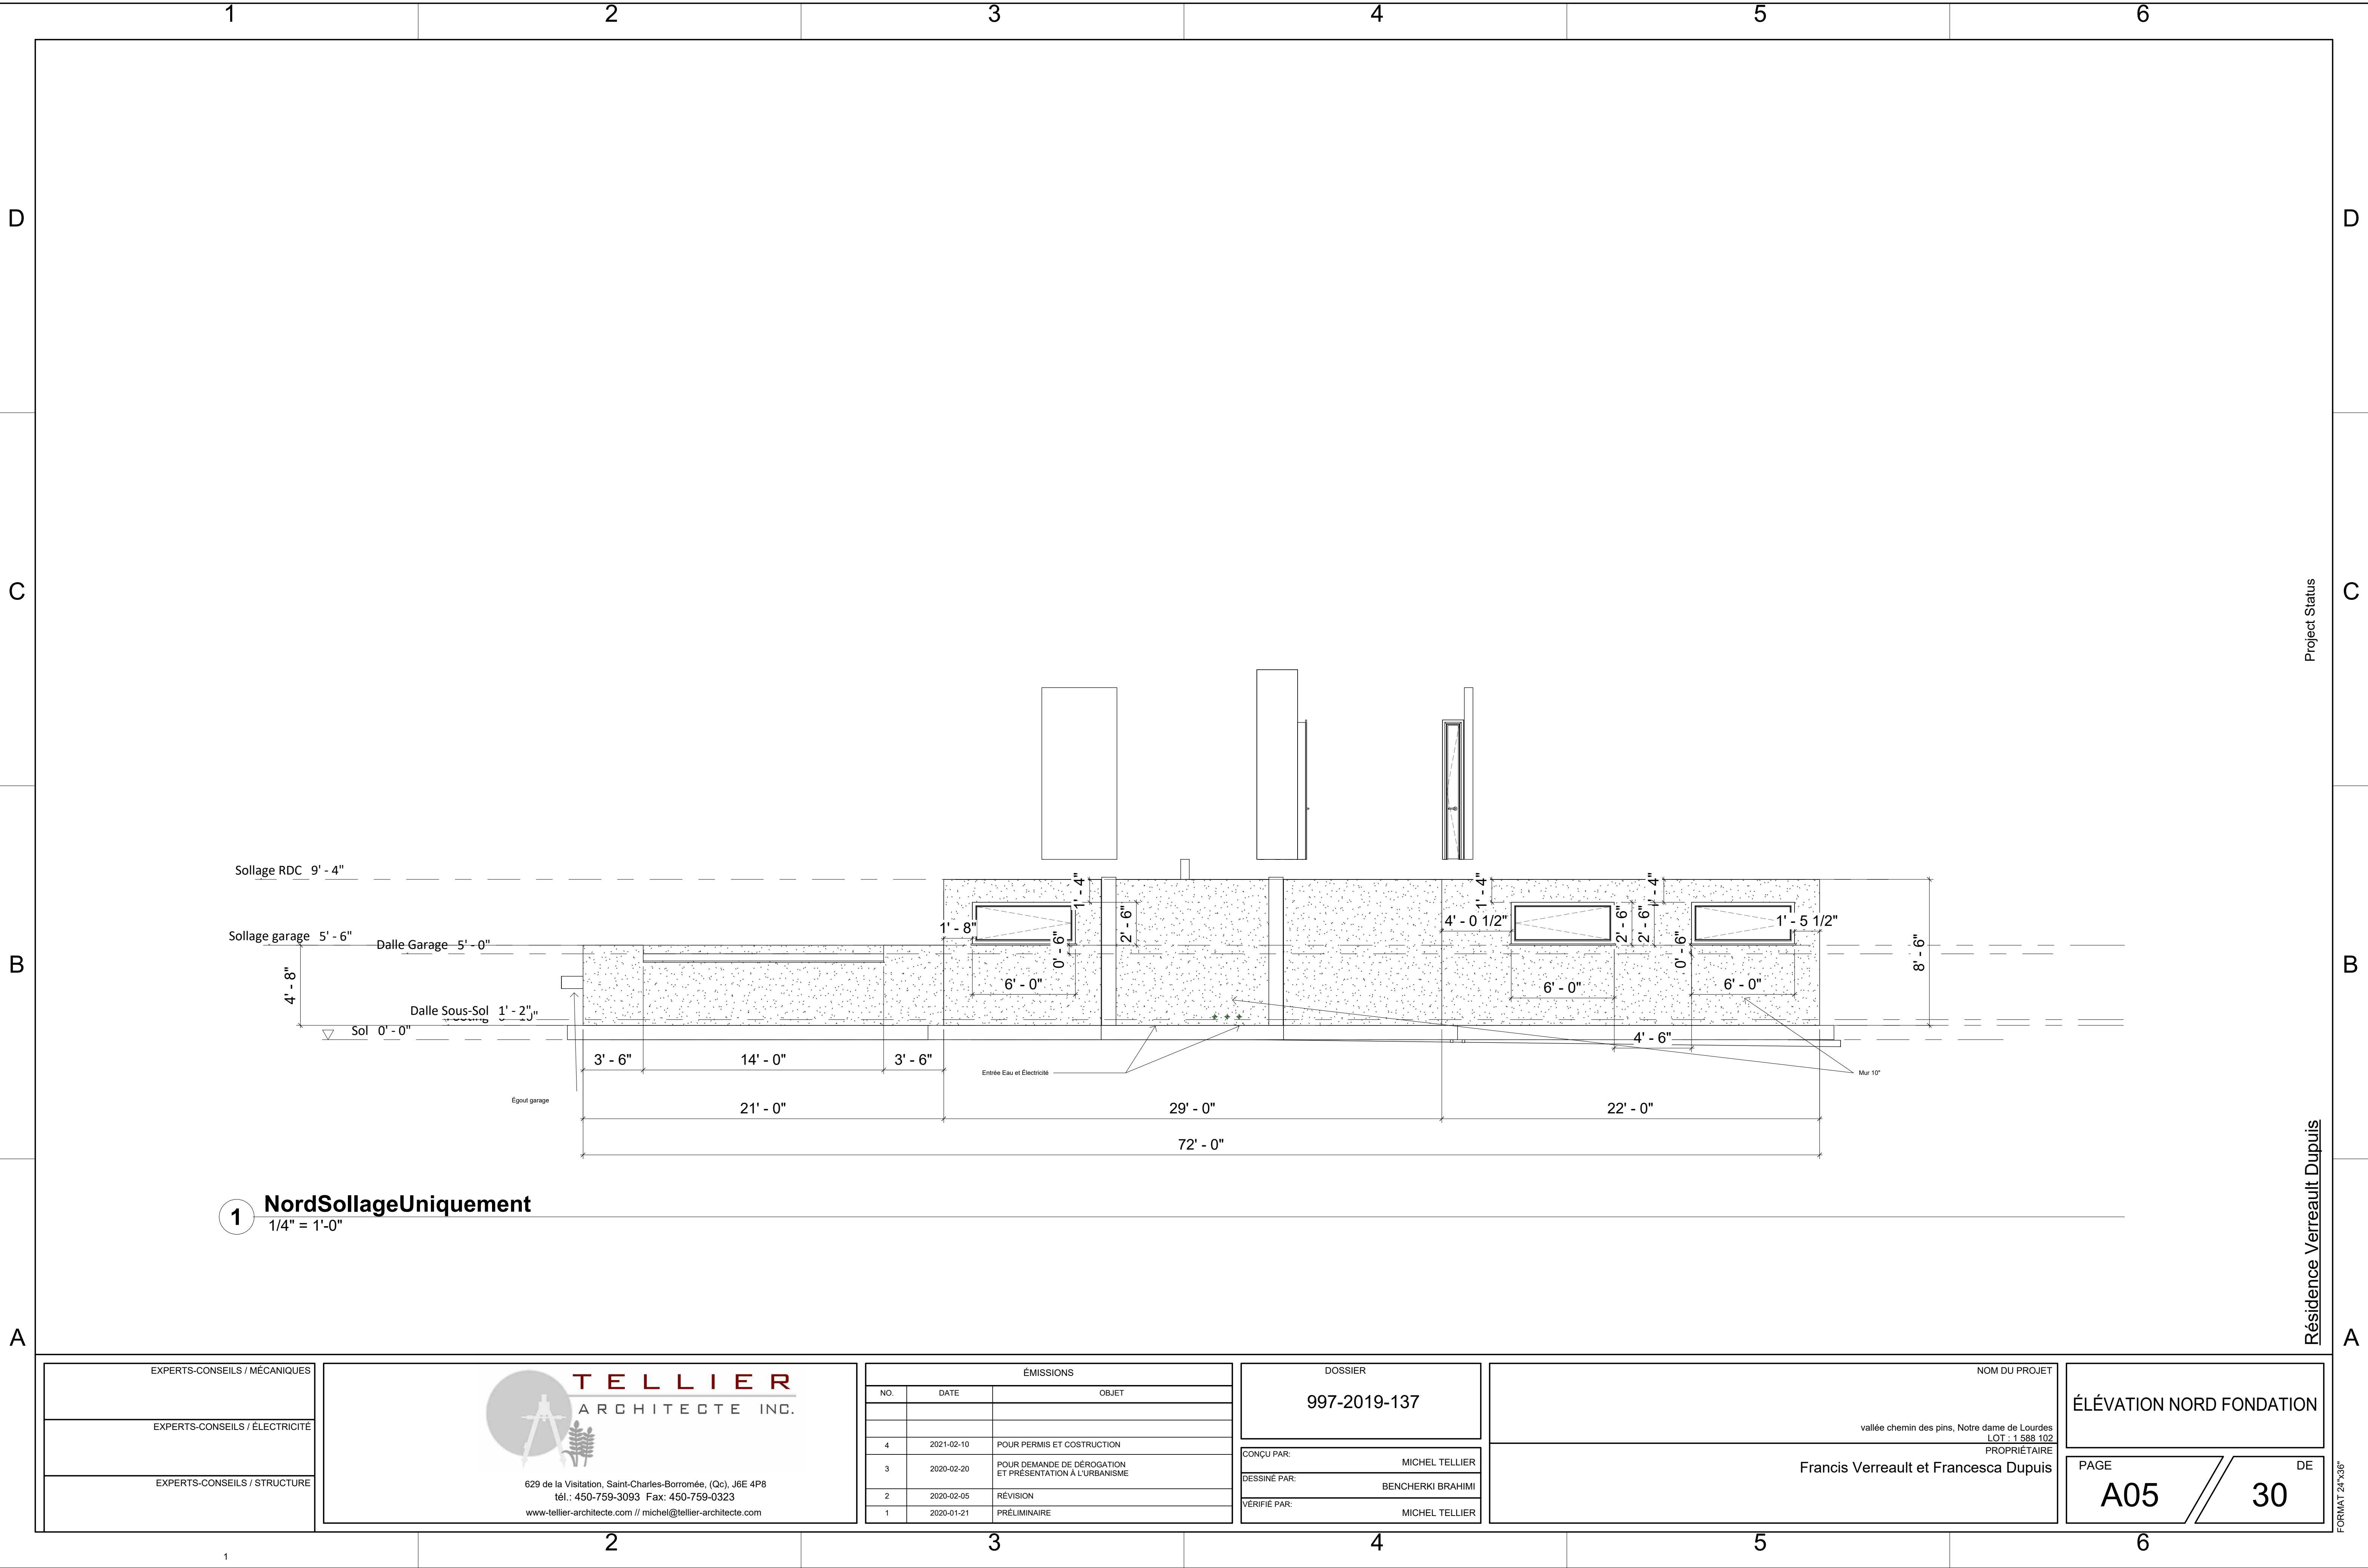 1 2 3 4 5 6
D D
C C
Project Status
Sollage RDC 9' - 4"
Sollage garage 5' - 6"
Dalle Garage 5' - 0"
B B
4' - 8"
Dalle Sous-Sol 1' - 2"
Sol 0' - 0"
1' - 8"
1' - 4"
2' - 6"
0' - 6"
6' - 0"
4' - 0 1/2"
1' - 4"
2' - 6"
2' - 6"
1' - 4"
0' - 6"
1' - 5 1/2"
6' - 0"
6' - 0"
8' - 6"
4' - 6"
3' - 6" 14' - 0" 3' - 6"
Entrée Eau et Électricité
Mur 10"
Égout garage
21' - 0" 29' - 0" 22' - 0"
72' - 0"
1 NordSollageUniquement
1/4" = 1'-0"
Résidence Verreault Dupuis
A A
EXPERTS-CONSEILS / MÉCANIQUES
EXPERTS-CONSEILS / ÉLECTRICITÉ
EXPERTS-CONSEILS / STRUCTURE
TELLIER
ARCHITECTE INC.
629 de la Visitation, Saint-Charles-Borromée, (Qc), J6E 4P8
tél.: 450-759-3093 Fax: 450-759-0323
www-tellier-architecte.com // michel@tellier-architecte.com
ÉMISSIONS
NO. DATE OBJET
4 2021-02-10 POUR PERMIS ET COSTRUCTION
3 2020-02-20 POUR DEMANDE DE DÉROGATION
ET PRÉSENTATION À L'URBANISME
2 2020-02-05 RÉVISION
1 2020-01-21 PRÉLIMINAIRE
DOSSIER
997-2019-137
CONÇU PAR:
MICHEL TELLIER
DESSINÉ PAR:
BENCHERKI BRAHIMI
VÉRIFIÉ PAR:
MICHEL TELLIER
NOM DU PROJET
vallée chemin des pins, Notre dame de Lourdes
LOT : 1 588 102
PROPRIÉTAIRE
Francis Verreault et Francesca Dupuis
ÉLÉVATION NORD FONDATION
PAGE DE
A05 30
FORMAT 24"x36"
1 2 3 4 5 6